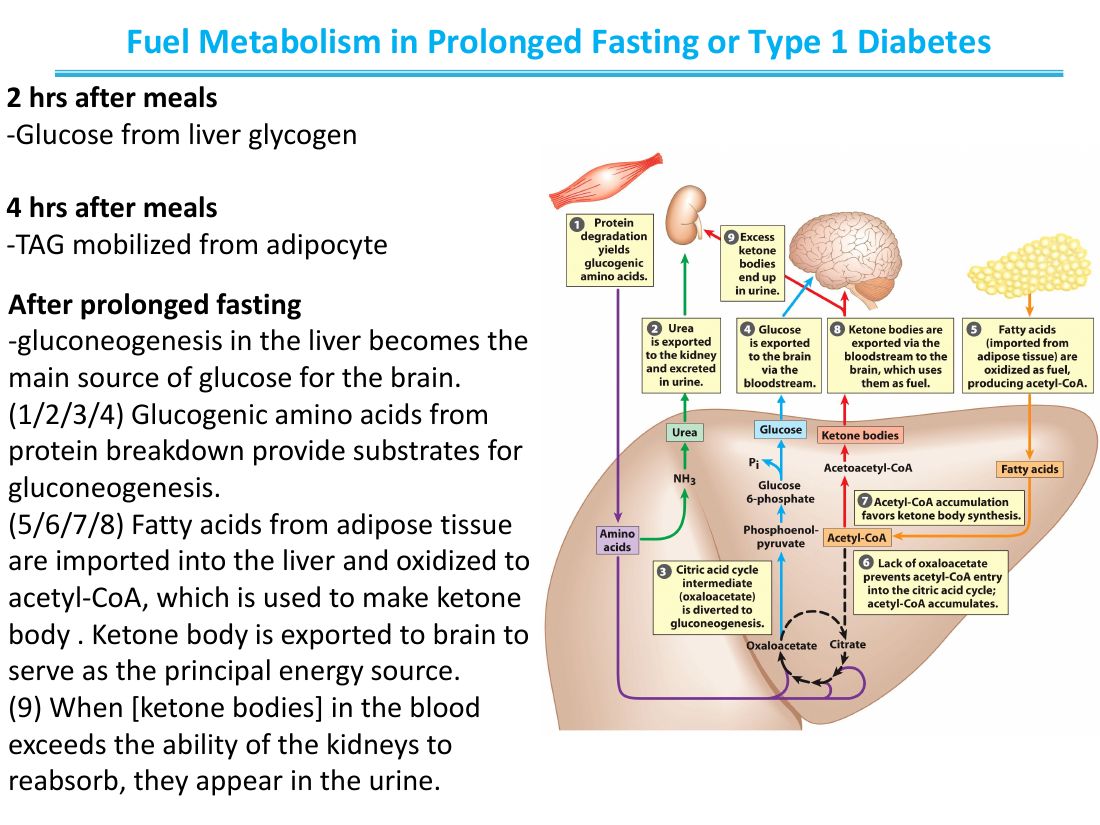 Fuel Metabolism in Prolonged Fasting or Type 1 Diabetes
2 hrs after meals
-Glucose from liver glycogen
4 hrs after meals
-TAG mobilized from adipocyte
After prolonged fasting
-gluconeogenesis in the liver becomes the
main source of glucose for the brain.
(1/2/3/4) Glucogenic amino acids from
protein breakdown provide substrates for
gluconeogenesis.
(5/6/7/8) Fatty acids from adipose tissue
are imported into the liver and oxidized to
acetyl-CoA, which is used to make ketone
body . Ketone body is exported to brain to
serve as the principal energy source.
(9) When [ketone bodies] in the blood
exceeds the ability of the kidneys to
reabsorb, they appear in the urine.
1 Protein
degradation
yields
glucogenic
amino acids.
9 Excess
ketone
bodies
end up
in urine.
2 Urea
is exported
to the kidney
and excreted
in urine.
4 Glucose
is exported
to the brain
via the
bloodstream.
8 Ketone bodies are
exported via the
bloodstream to the
brain, which uses
them as fuel.
5 Fatty acids
(imported from
adipose tissue) are
oxidized as fuel,
producing acetyl-CoA.
Urea
Glucose
Ketone bodies
Pi
Acetoacetyl-CoA
Fatty acids
NH3
Glucose
6-phosphate
7 Acetyl-CoA accumulation
favors ketone body synthesis.
Amino
acids
Phosphoenol-
pyruvate
Acetyl-CoA
3 Citric acid cycle
intermediate
(oxaloacetate)
is diverted to
gluconeogenesis.
6 Lack of oxaloacetate
prevents acetyl-CoA entry
into the citric acid cycle;
acetyl-CoA accumulates.
Oxaloacetate
Citrate